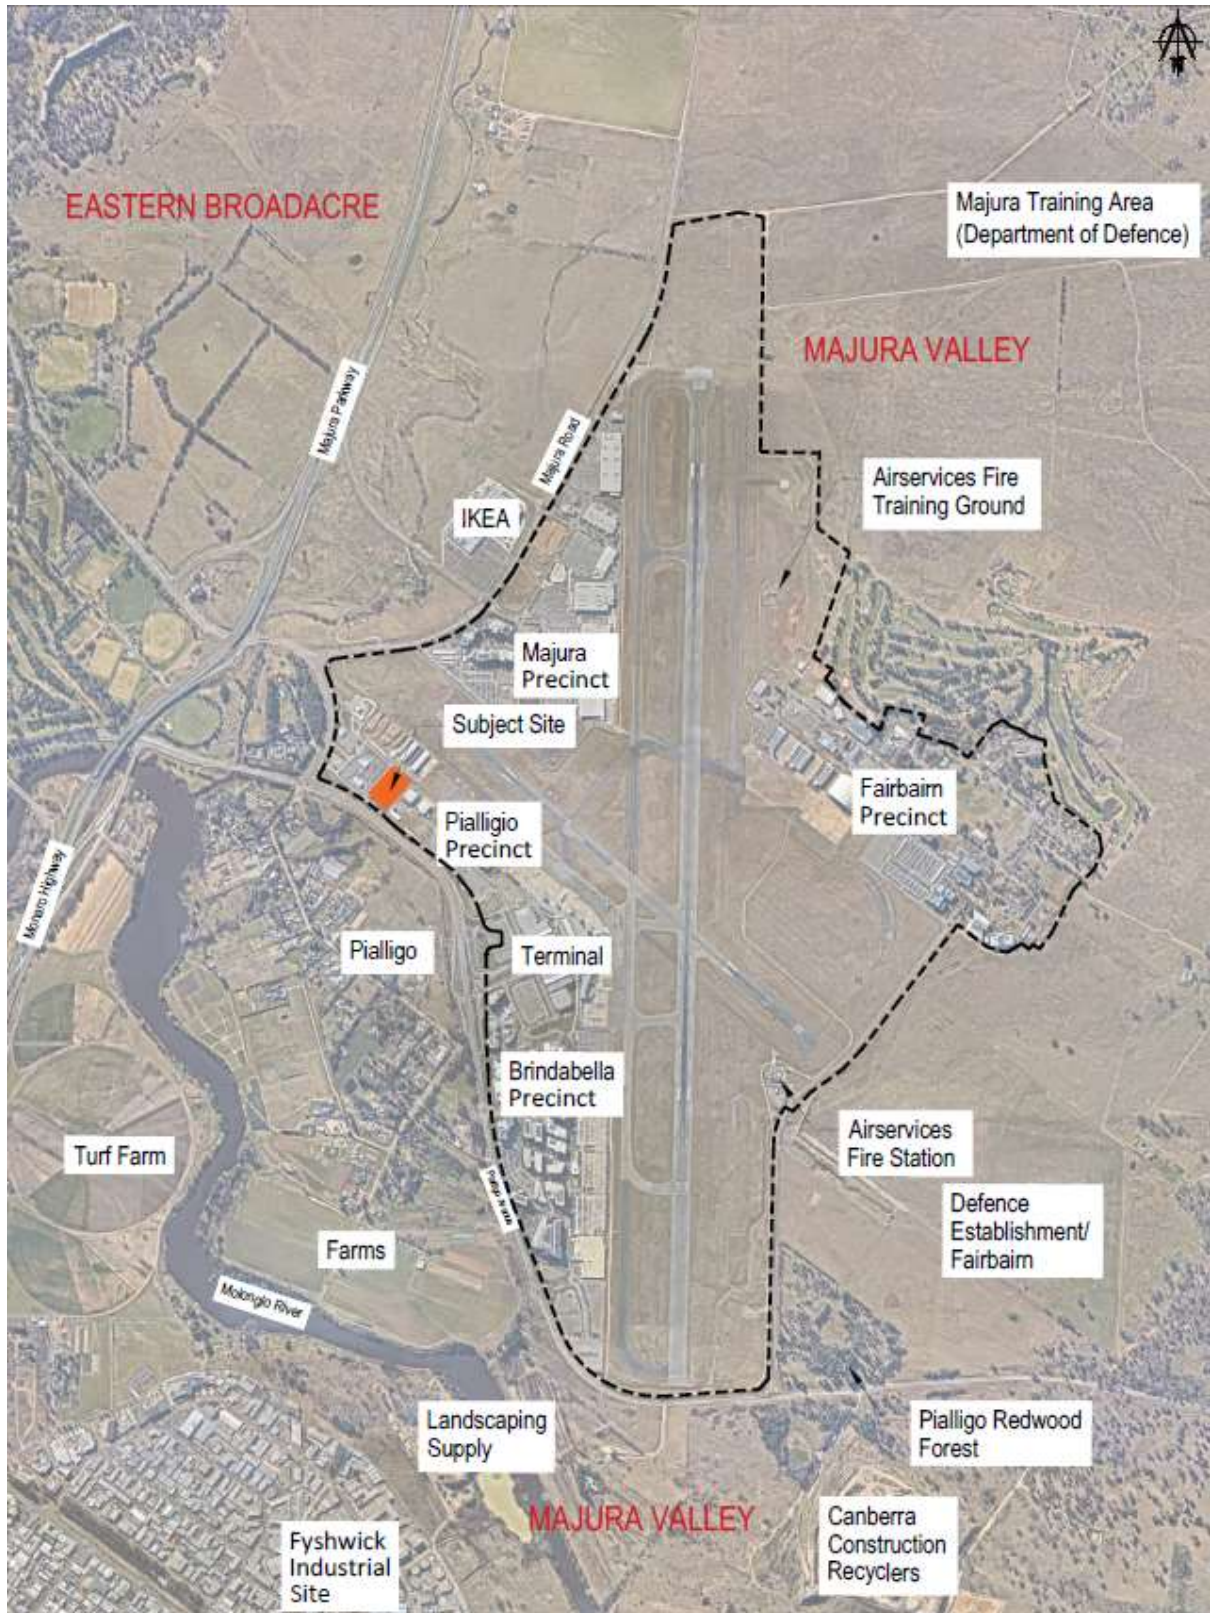 EASTERN BROADACRE
Majura Training Area
(Department of Defence)
MAJURA VALLEY
Majura Parkway
Majura Road
Airservices Fire
Training Ground
IKEA
Majura
Precinct
Subject Site
Fairbairn
Precinct
Pialligio
Precinct
Monaro Highway
Pialligo
Terminal
Brindabella
Precinct
Airservices
Fire Station
Turf Farm
Defence
Establishment/
Fairbairn
Farms
Molonglo River
Landscaping
Supply
Pialligo Redwood
Forest
MAJURA VALLEY
Canberra
Construction
Recyclers
Fyshwick
Industrial
Site